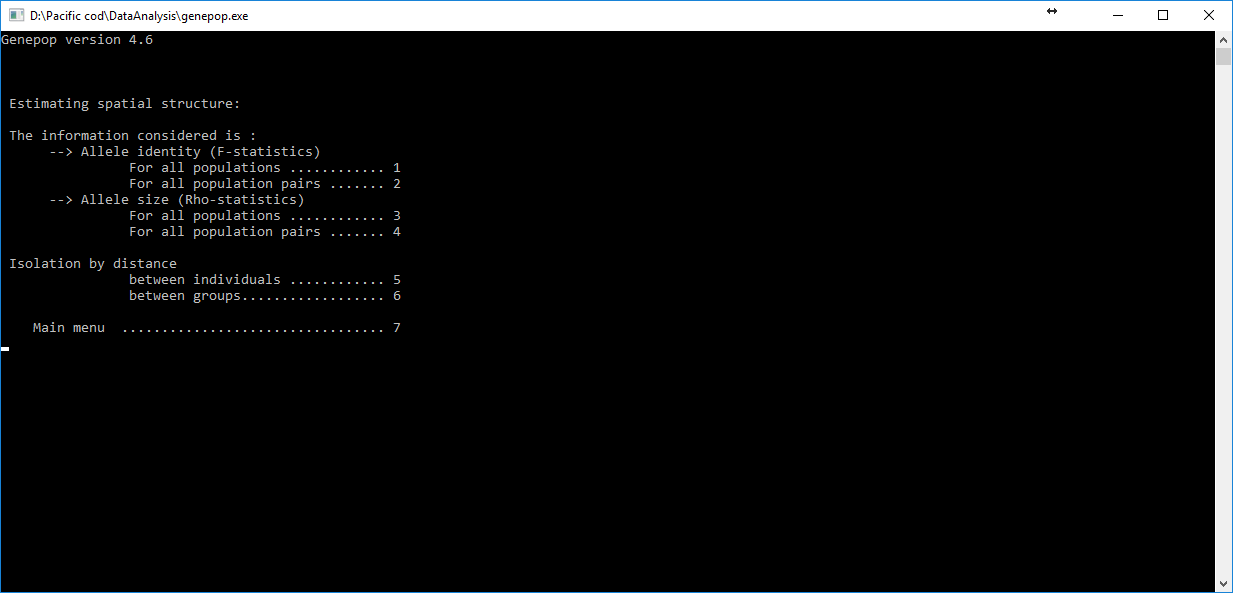 D:\Pacific cod\DataAnalysis\genepop.exe
Genepop version 4.6
Estimating spatial structure:
The information considered is :
--> Allele identity (F-statistics)
For all populations ............ 1
For all population pairs ....... 2
--> Allele size (Rho-statistics)
For all populations ............ 3
For all population pairs ....... 4
Isolation by distance
between individuals ............ 5
between groups.................. 6
Main menu  ................................. 7